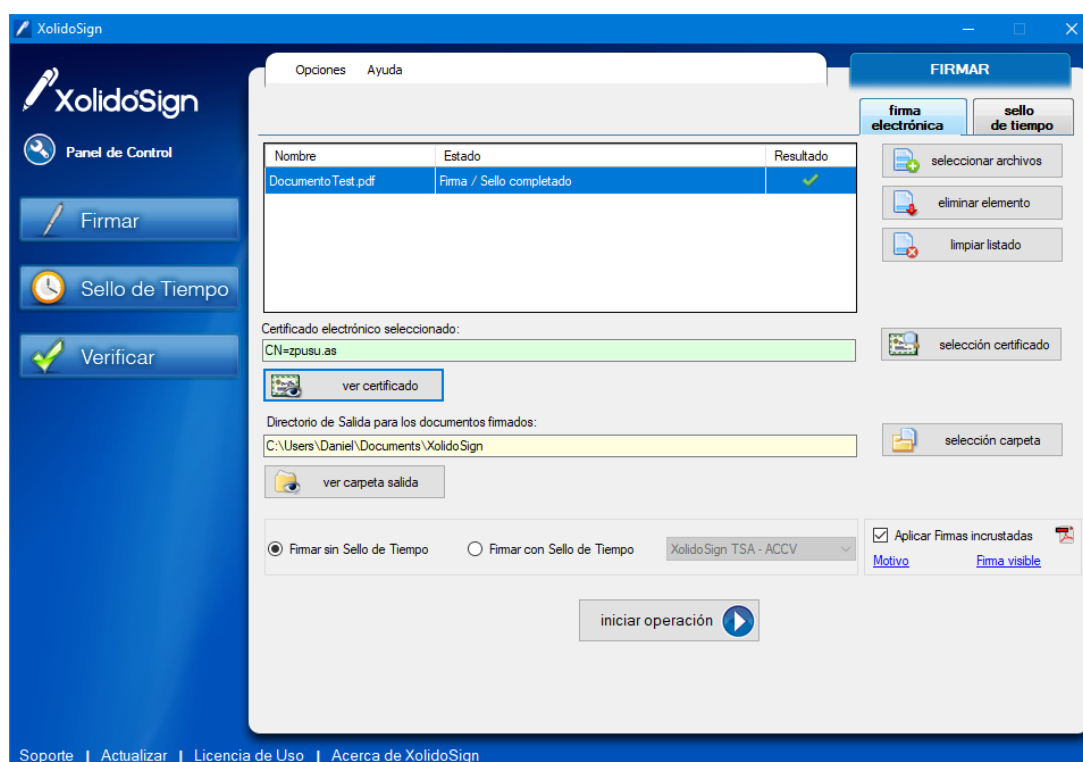 XolidoSign
XolidoSign
Panel de Control
Firmar
Sello de Tiempo
Verificar
Opciones Ayuda
FIRMAR
firma
electrónica
sello
de tiempo
Nombre Estado Resultado
DocumentoTest.pdf Firma / Sello completado
seleccionar archivos
eliminar elemento
limpiar listado
Certificado electrónico seleccionado:
CN=zpusu.as
selección certificado
ver certificado
Directorio de Salida para los documentos firmados:
C:\Users\Daniel\Documents\XolidoSign
selección carpeta
ver carpeta salida
Firmar sin Sello de Tiempo Firmar con Sello de Tiempo XolidoSign TSA - ACCV
Aplicar Firmas incrustadas
Motivo Firma visible
iniciar operación
Soporte | Actualizar | Licencia de Uso | Acerca de XolidoSign